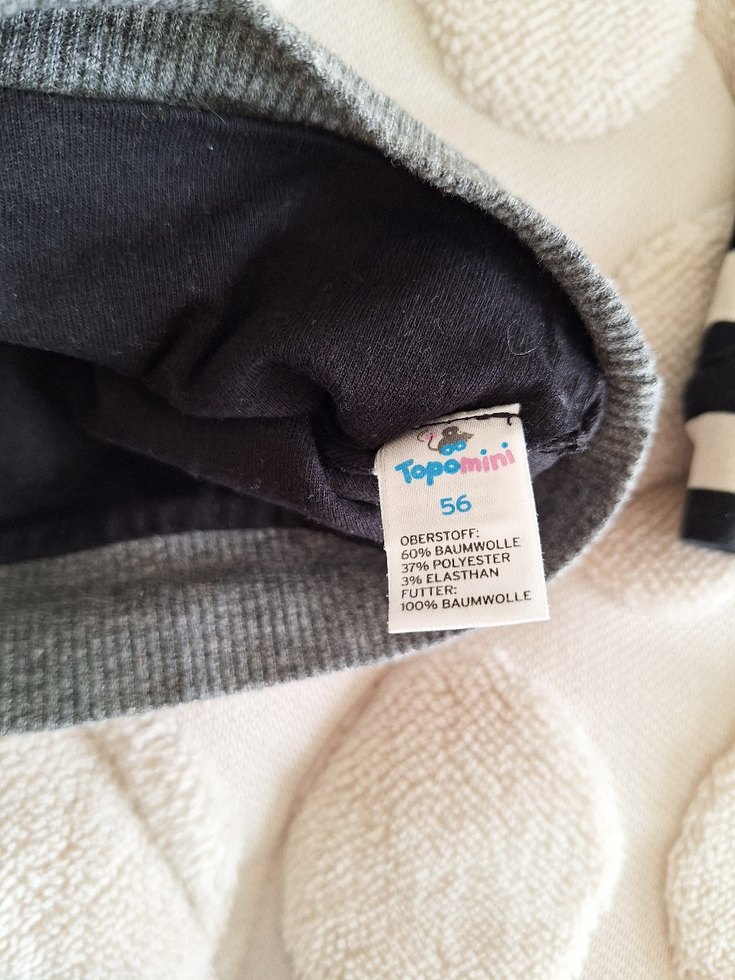 Topomini
56
OBERSTOFF:
60% BAUMWOLLE
37% POLYESTER
3% ELASTHAN
FUTTER:
100% BAUMWOLLE